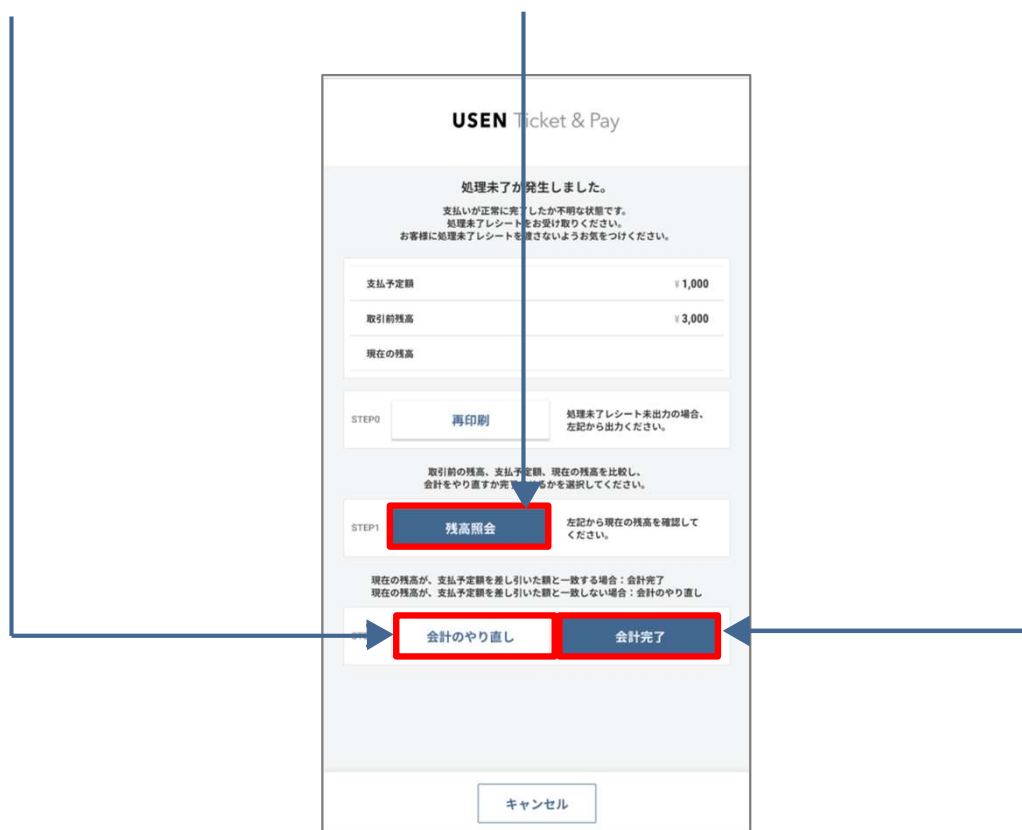 USEN Ticket & Pay
処理未了が発生しました。
支払いが正常に完了したか不明な状態です。
処理未了レシートをお受け取りください。
お客様に処理未了レシートを渡さないようお気をつけください。
支払予定額 ¥ 1,000
取引前残高 ¥ 3,000
現在の残高
STEP0 再印刷 処理未了レシート未出力の場合、
左記から出力ください。
取引前の残高、支払予定額、現在の残高を比較し、
会計をやり直すか完了するかを選択してください。
STEP1 残高照会 左記から現在の残高を確認して
ください。
現在の残高が、支払予定額を差し引いた額と一致する場合：会計完了
現在の残高が、支払予定額を差し引いた額と一致しない場合：会計のやり直し
会計のやり直し 会計完了
キャンセル